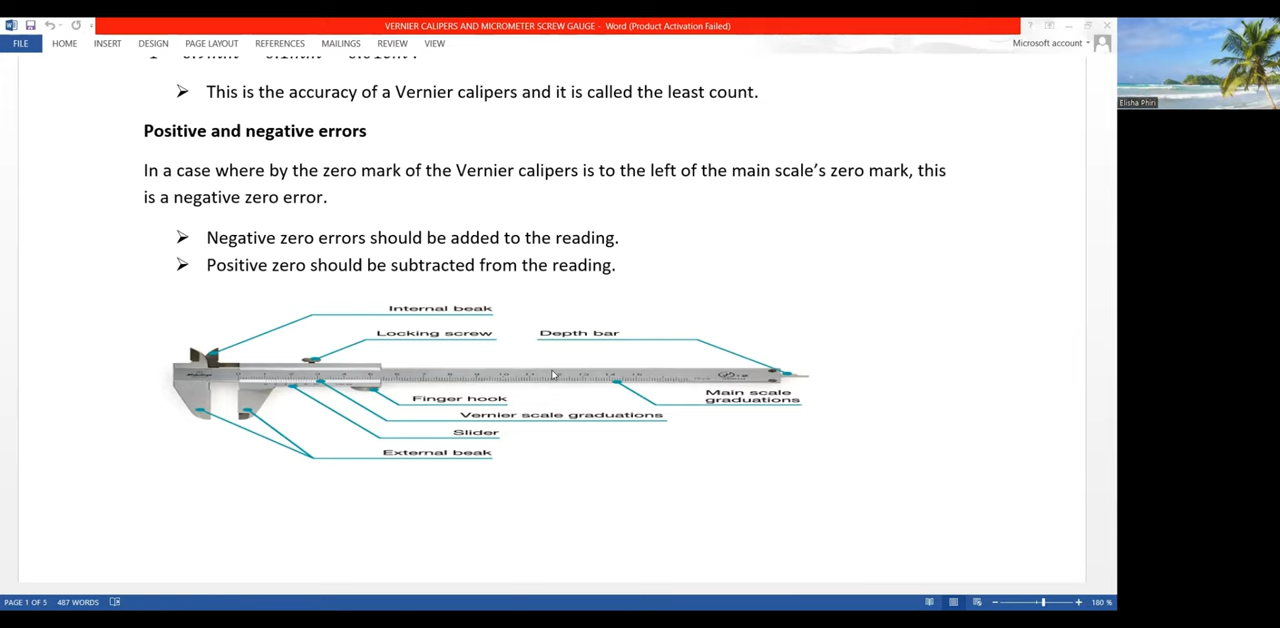 VERNIER CALIPERS AND MICROMETER SCREW GAUGE - Word (Product Activation Failed)
FILE HOME INSERT DESIGN PAGE LAYOUT REFERENCES MAILINGS REVIEW VIEW Microsoft account
Elisha Phiri
➢ This is the accuracy of a Vernier calipers and it is called the least count.
Positive and negative errors
In a case where by the zero mark of the Vernier calipers is to the left of the main scale's zero mark, this
is a negative zero error.
➢ Negative zero errors should be added to the reading.
➢ Positive zero should be subtracted from the reading.
Internal beak
Locking screw
Depth bar
Main scale
graduations
Finger hook
Vernier scale graduations
Slider
External beak
PAGE 1 OF 5 487 WORDS 180 %